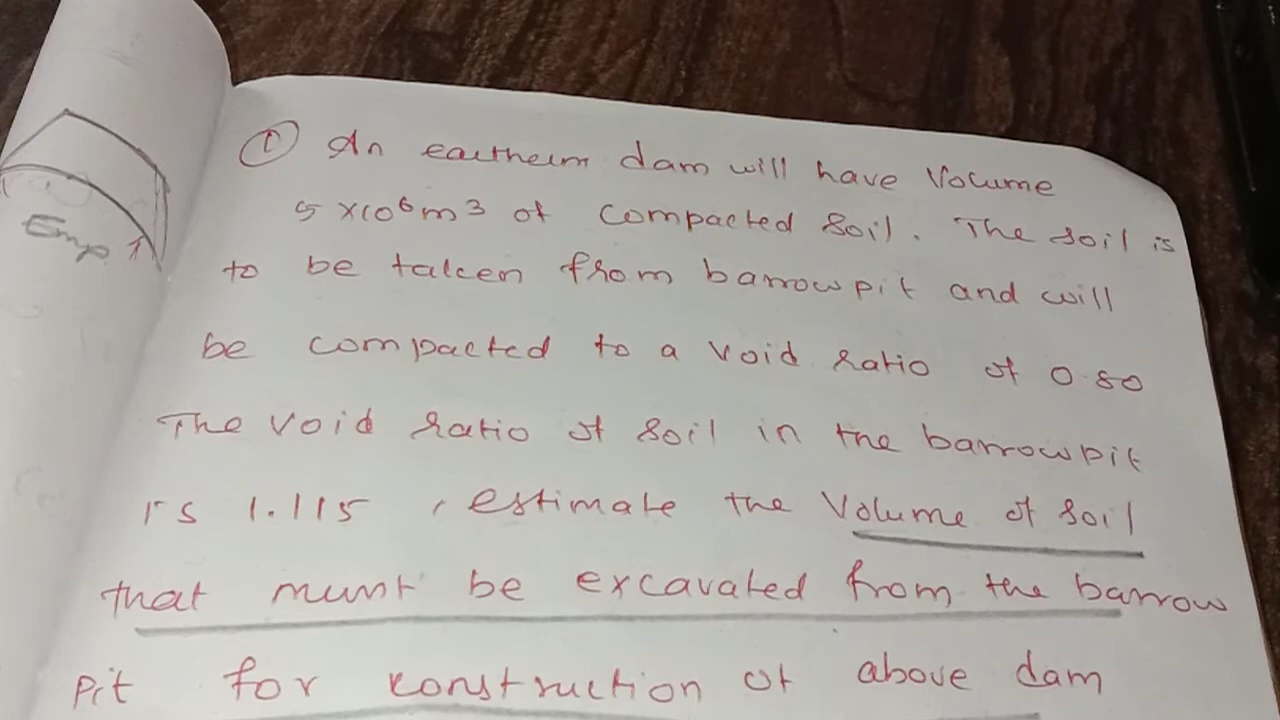 Emp
① An earthem dam will have Volume
5 x10⁶m³ of compacted Soil. The soil is
to be taken from barrowpit and will
be compacted to a void ratio of 0.80
The void ratio of soil in the barrowpit
is 1.115, estimate the Volume of soil
that must be excavated from the barrow
pit for construction of above dam